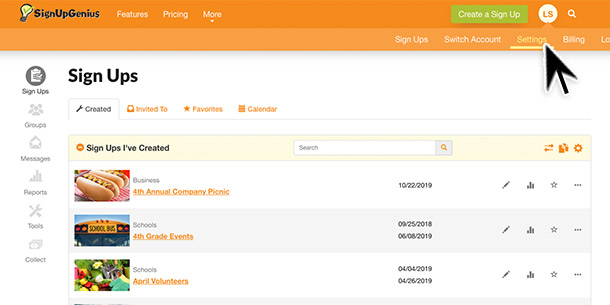 SignUpGenius Features Pricing More Create a Sign Up LS
Sign Ups Switch Account Settings Billing
Sign Ups
Sign Ups
Groups
Messages
Reports
Tools
Collect
Created Invited To Favorites Calendar
Sign Ups I've Created Search
Business
4th Annual Company Picnic 10/22/2019
Schools 09/25/2018
4th Grade Events 06/08/2019
SCHOOL BUS
Schools 04/04/2019
April Volunteers 04/26/2019